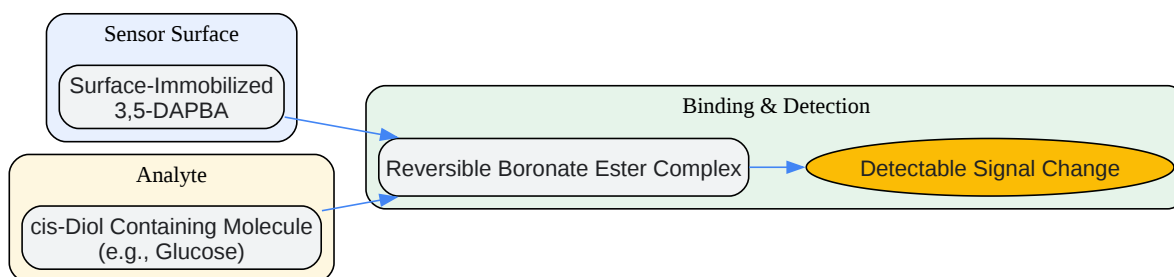 Sensor Surface
Surface-Immobilized
3,5-DAPBA
Analyte
cis-Diol Containing Molecule
(e.g., Glucose)
Binding & Detection
Reversible Boronate Ester Complex
Detectable Signal Change